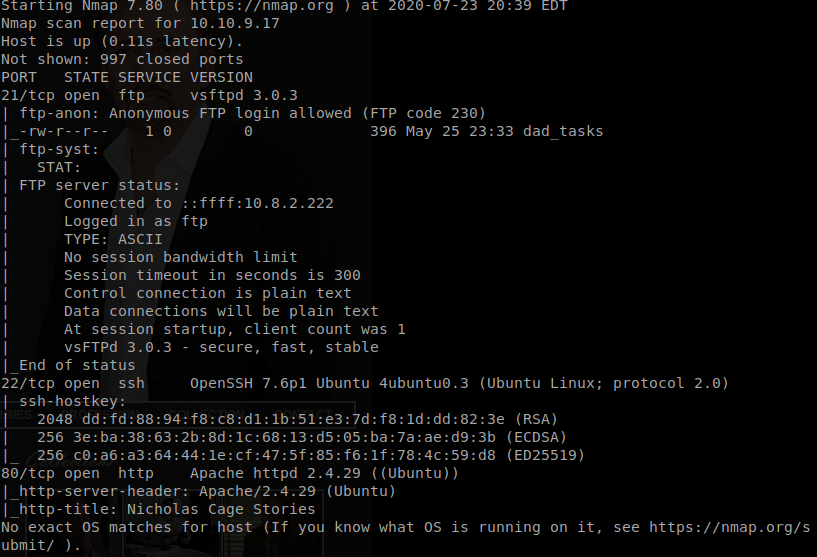 Starting Nmap 7.80 ( https://nmap.org ) at 2020-07-23 20:39 EDT
Nmap scan report for 10.10.9.17
Host is up (0.11s latency).
Not shown: 997 closed ports
PORT   STATE SERVICE VERSION
21/tcp open  ftp     vsftpd 3.0.3
| ftp-anon: Anonymous FTP login allowed (FTP code 230)
|_-rw-r--r--    1 0        0             396 May 25 23:33 dad_tasks
| ftp-syst:
|   STAT:
| FTP server status:
|      Connected to ::ffff:10.8.2.222
|      Logged in as ftp
|      TYPE: ASCII
|      No session bandwidth limit
|      Session timeout in seconds is 300
|      Control connection is plain text
|      Data connections will be plain text
|      At session startup, client count was 1
|      vsFTPd 3.0.3 - secure, fast, stable
|_End of status
22/tcp open  ssh     OpenSSH 7.6p1 Ubuntu 4ubuntu0.3 (Ubuntu Linux; protocol 2.0)
| ssh-hostkey:
|   2048 dd:fd:88:94:f8:c8:d1:1b:51:e3:7d:f8:1d:dd:82:3e (RSA)
|   256 3e:ba:38:63:2b:8d:1c:68:13:d5:05:ba:7a:ae:d9:3b (ECDSA)
|_  256 c0:a6:a3:64:44:1e:cf:47:5f:85:f6:1f:78:4c:59:d8 (ED25519)
80/tcp open  http    Apache httpd 2.4.29 ((Ubuntu))
|_http-server-header: Apache/2.4.29 (Ubuntu)
|_http-title: Nicholas Cage Stories
No exact OS matches for host (If you know what OS is running on it, see https://nmap.org/s
ubmit/ ).